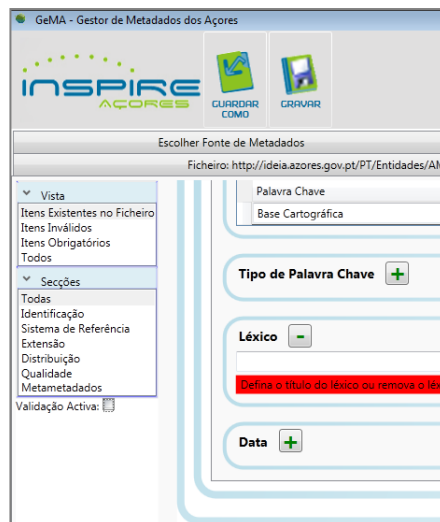 GeMA - Gestor de Metadados dos Açores
INSPIRE
AÇORES
GUARDAR
COMO
GRAVAR
Escolher Fonte de Metadados
Ficheiro: http://ideia.azores.gov.pt/PT/Entidades/AM
Vista
Itens Existentes no Ficheiro
Itens Inválidos
Itens Obrigatórios
Todos
Secções
Todas
Identificação
Sistema de Referência
Extensão
Distribuição
Qualidade
Metametadados
Validação Activa:
Palavra Chave
Base Cartográfica
Tipo de Palavra Chave +
Léxico -
Defina o título do léxico ou remova o léx
Data +